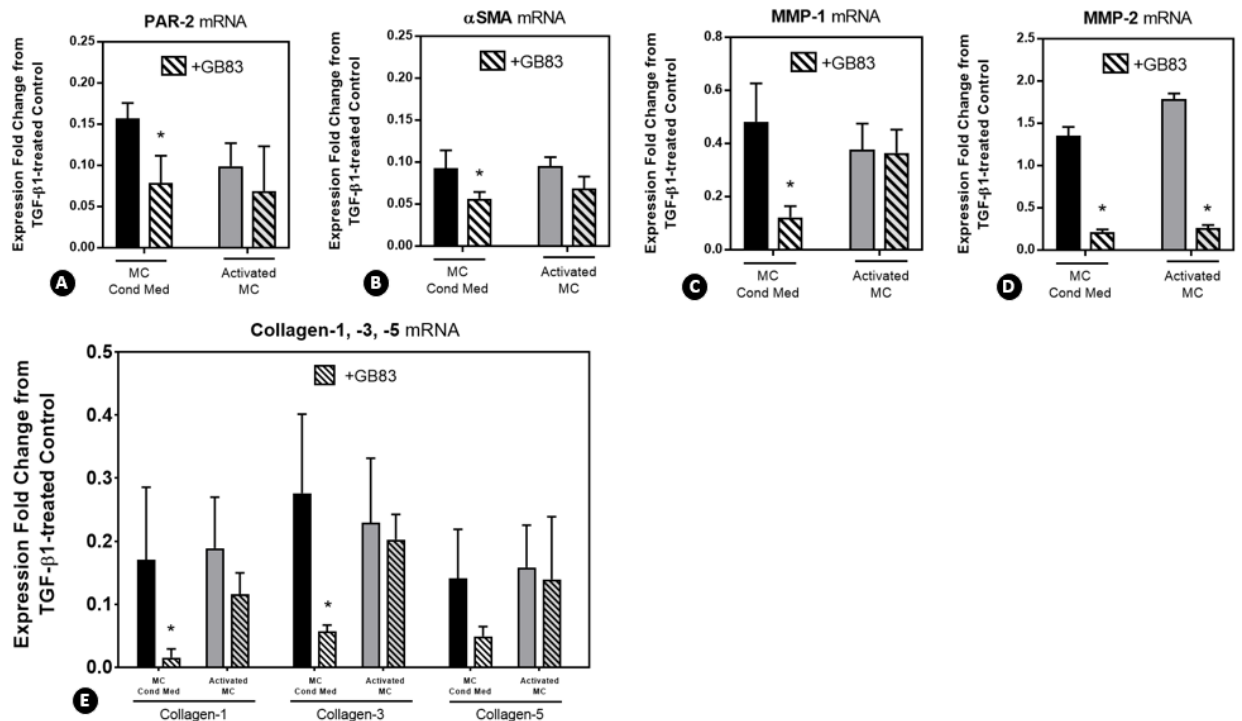 PAR-2 mRNA
Expression Fold Change from
TGF-β1-treated Control
0.25
0.20
0.15
0.10
0.05
0.00
+GB83
*
MC
Cond Med
Activated
MC
A
αSMA mRNA
Expression Fold Change from
TGF-β1-treated Control
0.25
0.20
0.15
0.10
0.05
0.00
+GB83
*
MC
Cond Med
Activated
MC
B
MMP-1 mRNA
Expression Fold Change from
TGF-β1-treated Control
0.8
0.6
0.4
0.2
0.0
+GB83
*
MC
Cond Med
Activated
MC
C
MMP-2 mRNA
Expression Fold Change from
TGF-β1-treated Control
2.5
2.0
1.5
1.0
0.5
0.0
+GB83
*
*
MC
Cond Med
Activated
MC
D
Collagen-1, -3, -5 mRNA
Expression Fold Change from
TGF-β1-treated Control
0.5
0.4
0.3
0.2
0.1
0.0
+GB83
*
*
MC
Cond Med
Activated
MC
MC
Cond Med
Activated
MC
MC
Cond Med
Activated
MC
Collagen-1
Collagen-3
Collagen-5
E